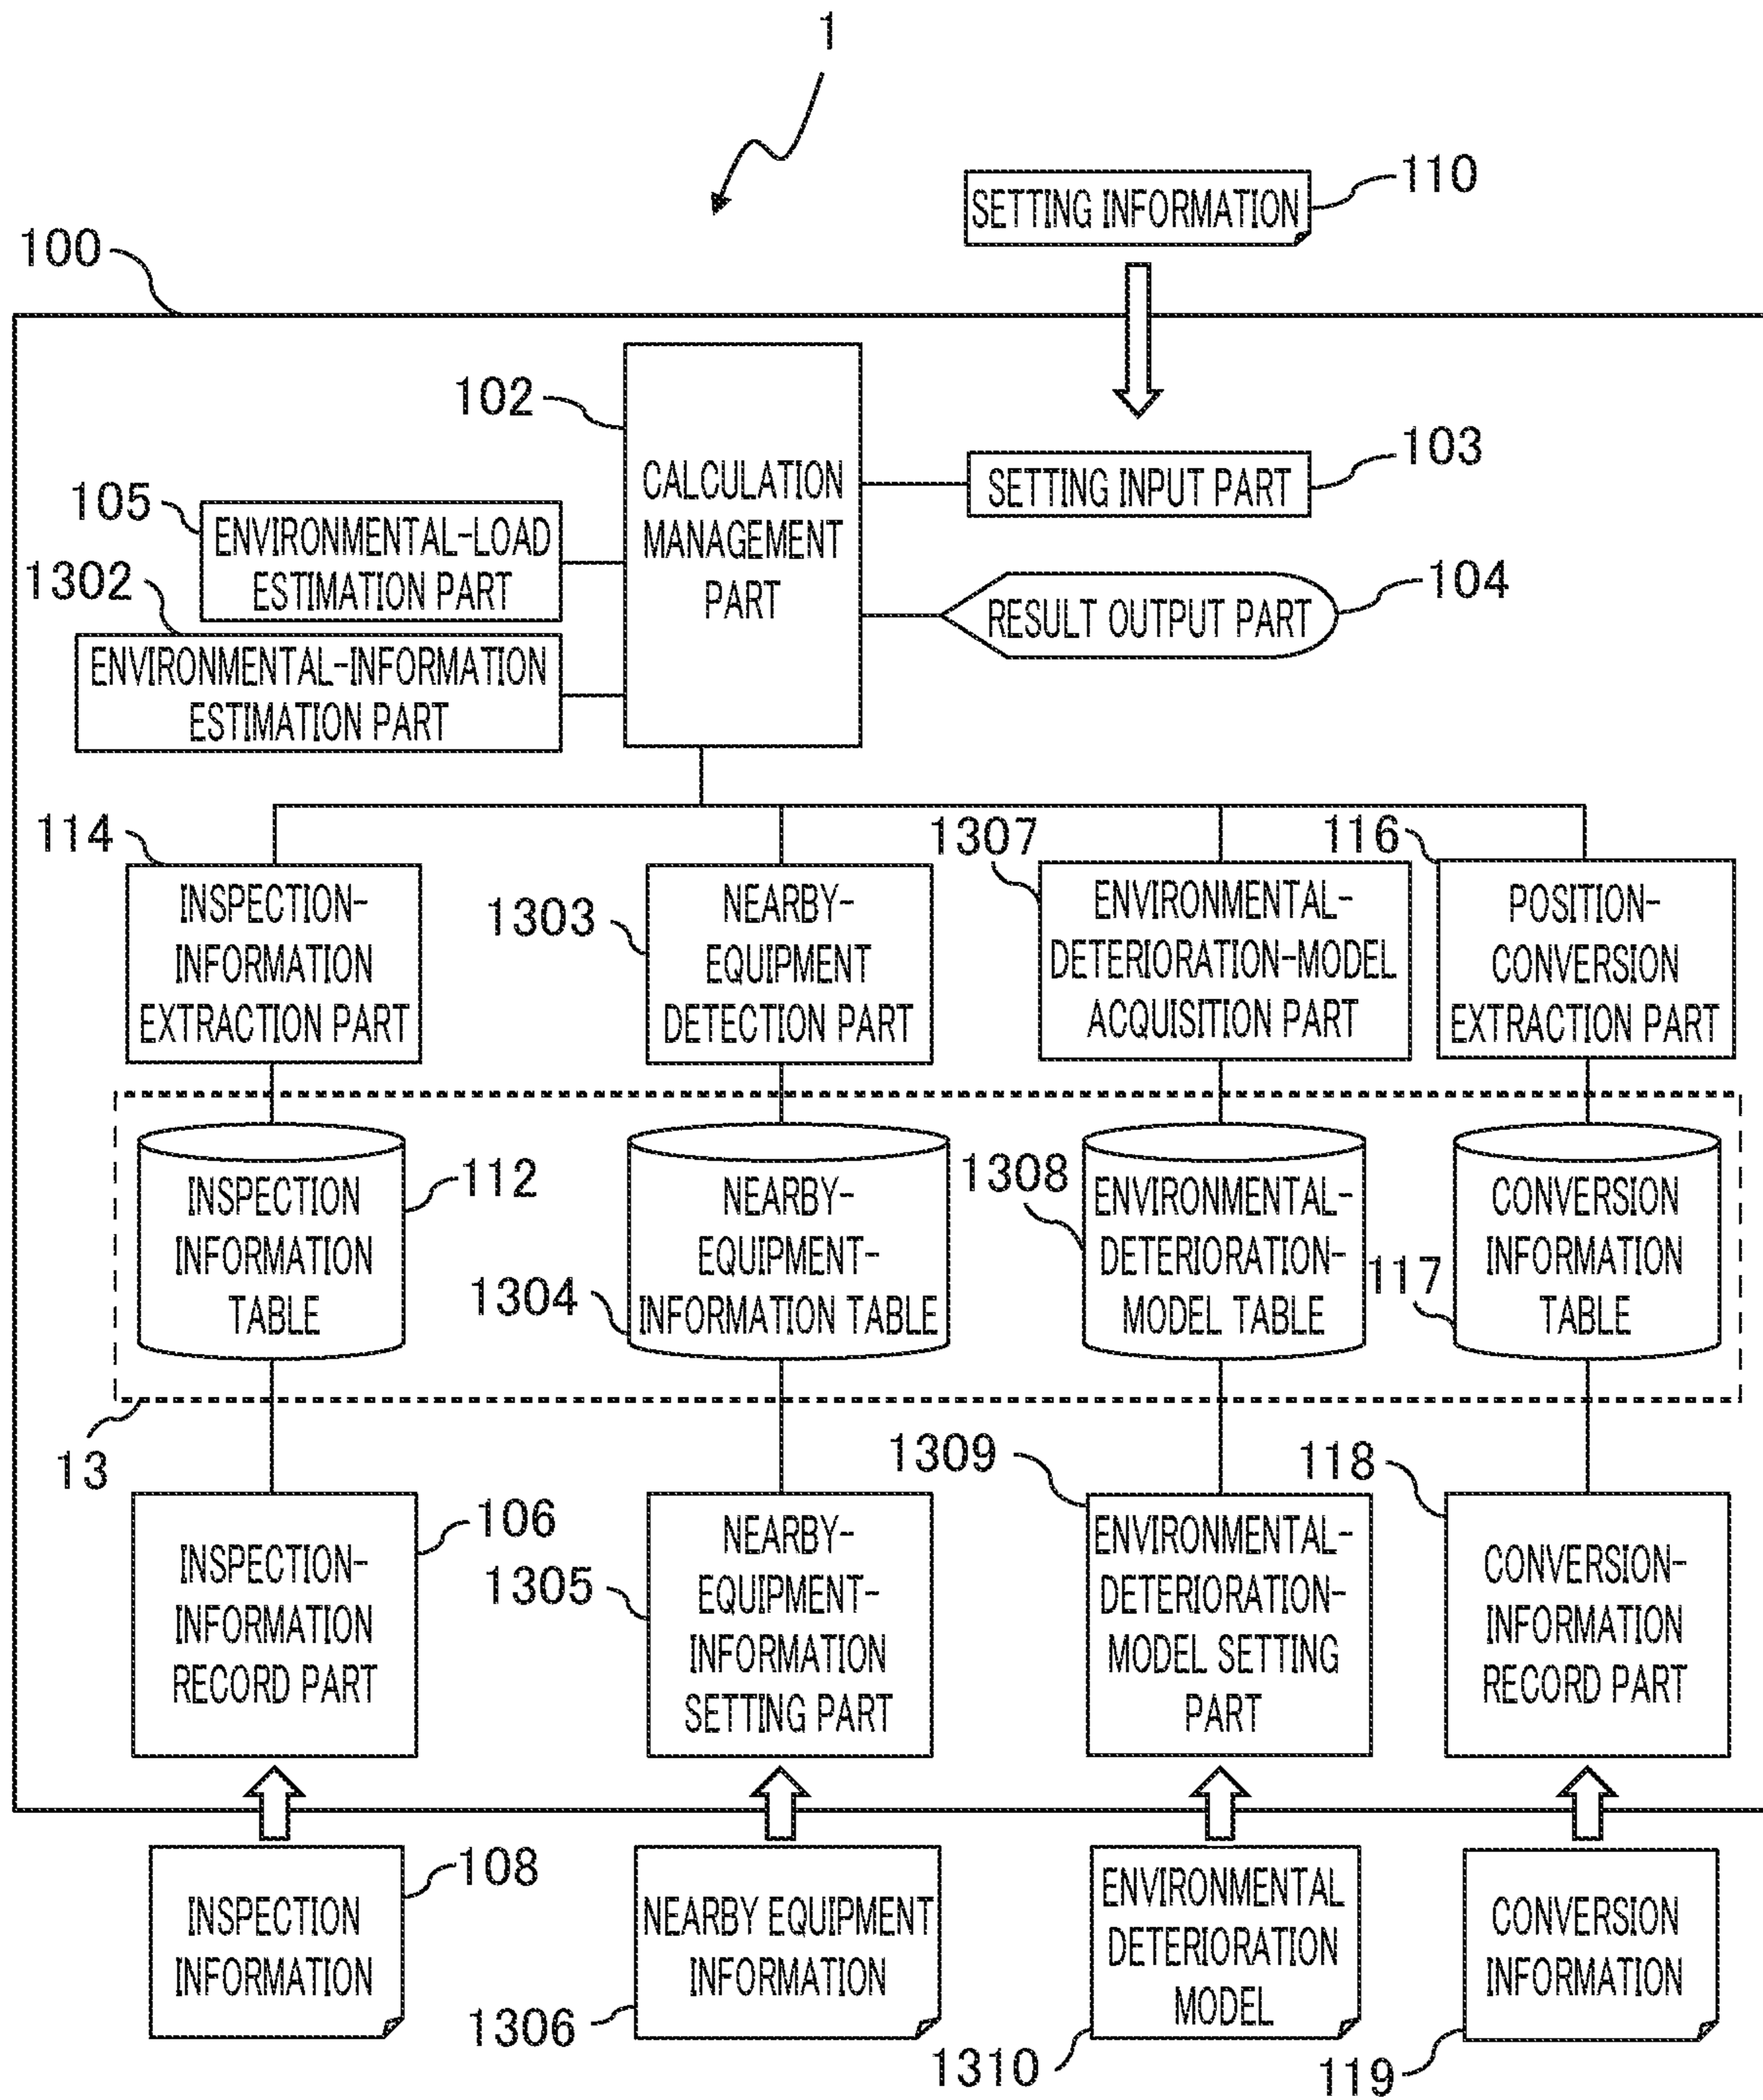 1
SETTING INFORMATION
110
100
102
CALCULATION
MANAGEMENT
PART
103
SETTING INPUT PART
105
ENVIRONMENTAL-LOAD
ESTIMATION PART
1302
ENVIRONMENTAL-INFORMATION
ESTIMATION PART
104
RESULT OUTPUT PART
114
INSPECTION-
INFORMATION
EXTRACTION PART
1303
NEARBY-
EQUIPMENT
DETECTION PART
1307
ENVIRONMENTAL-
DETERIORATION-MODEL
ACQUISITION PART
116
POSITION-
CONVERSION
EXTRACTION PART
112
INSPECTION
INFORMATION
TABLE
1304
NEARBY-
EQUIPMENT-
INFORMATION TABLE
1308
ENVIRONMENTAL-
DETERIORATION-
MODEL TABLE
117
CONVERSION
INFORMATION
TABLE
13
106
INSPECTION-
INFORMATION
RECORD PART
1305
NEARBY-
EQUIPMENT-
INFORMATION
SETTING PART
1309
ENVIRONMENTAL-
DETERIORATION-
MODEL SETTING
PART
118
CONVERSION-
INFORMATION
RECORD PART
108
INSPECTION
INFORMATION
1306
NEARBY EQUIPMENT
INFORMATION
1310
ENVIRONMENTAL
DETERIORATION
MODEL
119
CONVERSION
INFORMATION